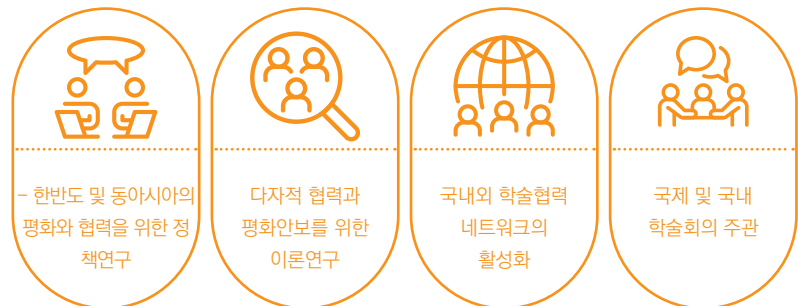 - 한반도 및 동아시아의
평화와 협력을 위한 정
책연구
다자적 협력과
평화안보를 위한
이론연구
국내외 학술협력
네트워크의
활성화
국제 및 국내
학술회의 주관